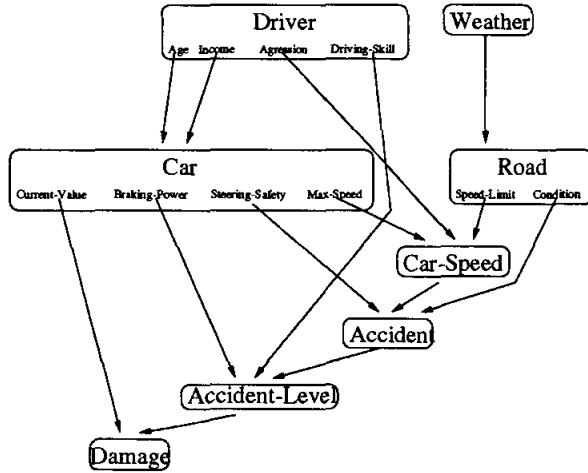 Driver
Weather
Age Income Agression Driving-Skill
Car
Road
Current-Value Braking-Power Steering-Safety Max-Speed
Speed-Limit Condition
Car-Speed
Accident
Accident-Level
Damage